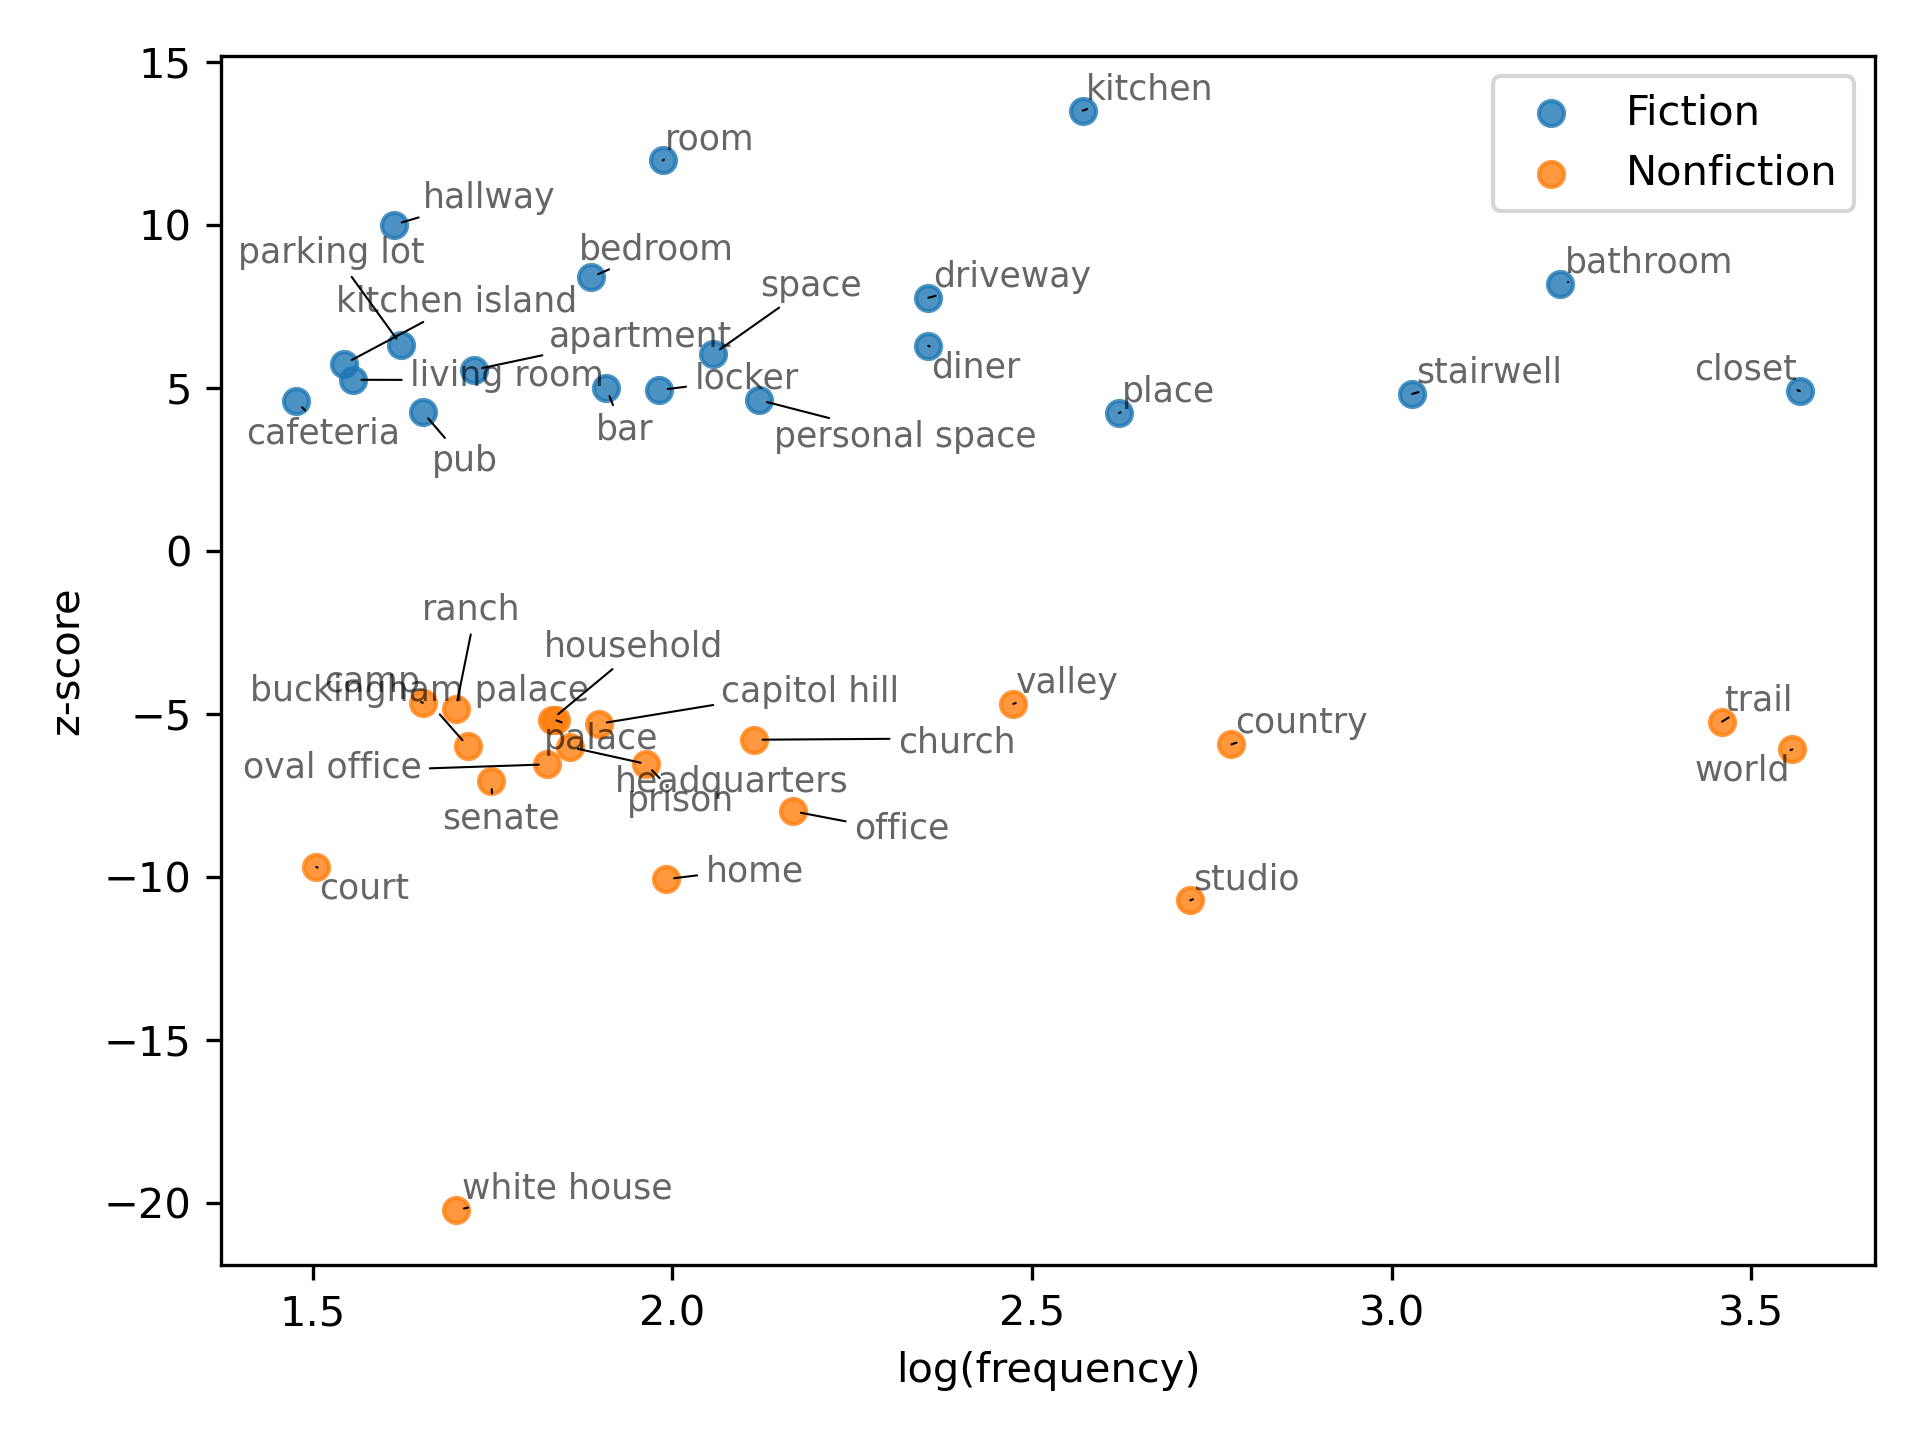 15
kitchen
Fiction
room
Nonfiction
hallway
10
parking lot
bedroom
bathroom
driveway
space
kitchen island
apartment
diner
living room
locker
stairwell
closet
5
place
cafeteria
bar
personal space
pub
0
ranch
household
camp
buckingham palace
capitol hill
valley
trail
−5
country
palace
church
oval office
headquarters
world
prison
senate
office
−10
home
court
studio
−15
white house
−20
z-score
1.5 2.0 2.5 3.0 3.5
log(frequency)